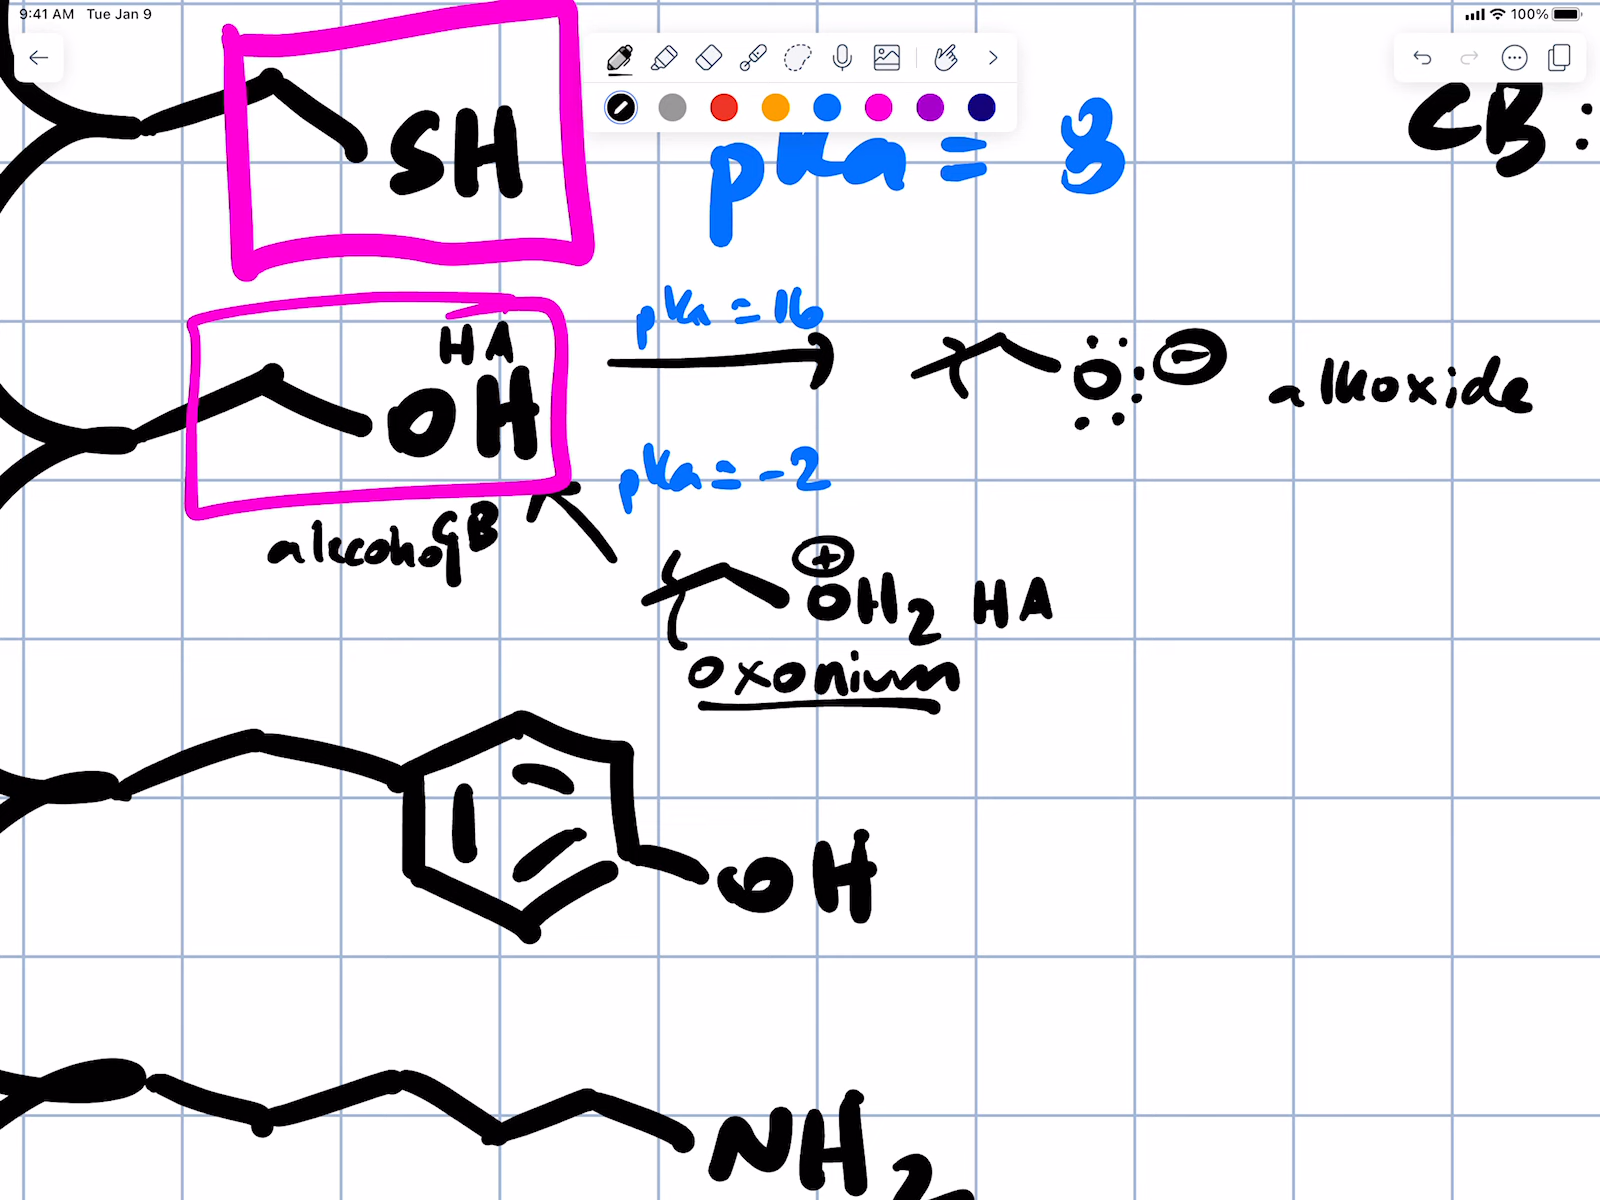 9:41 AM Tue Jan 9
100%
SH
pKa = 8
CB:
HA
OH
pKa = 16
O
alkoxide
pKa = -2
alcohol
CB
⊕
OH2 HA
oxonium
OH
NH2